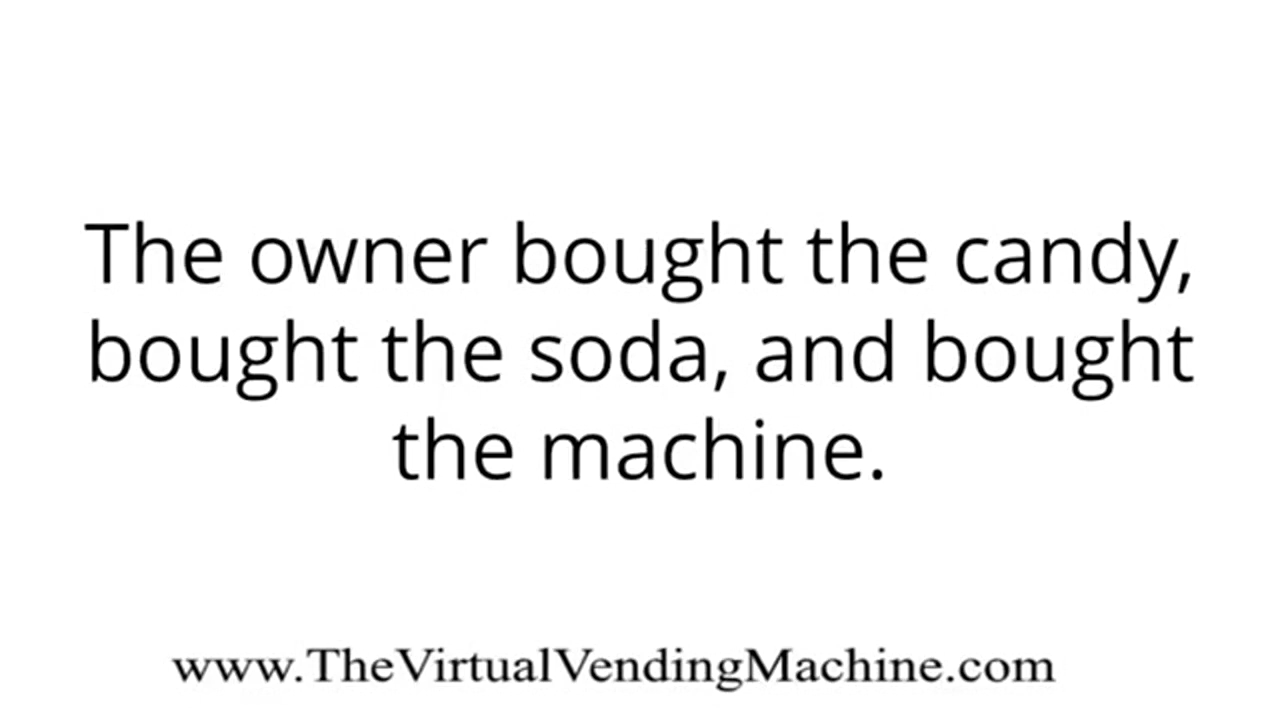 The owner bought the candy,
bought the soda, and bought
the machine.
www.TheVirtualVendingMachine.com